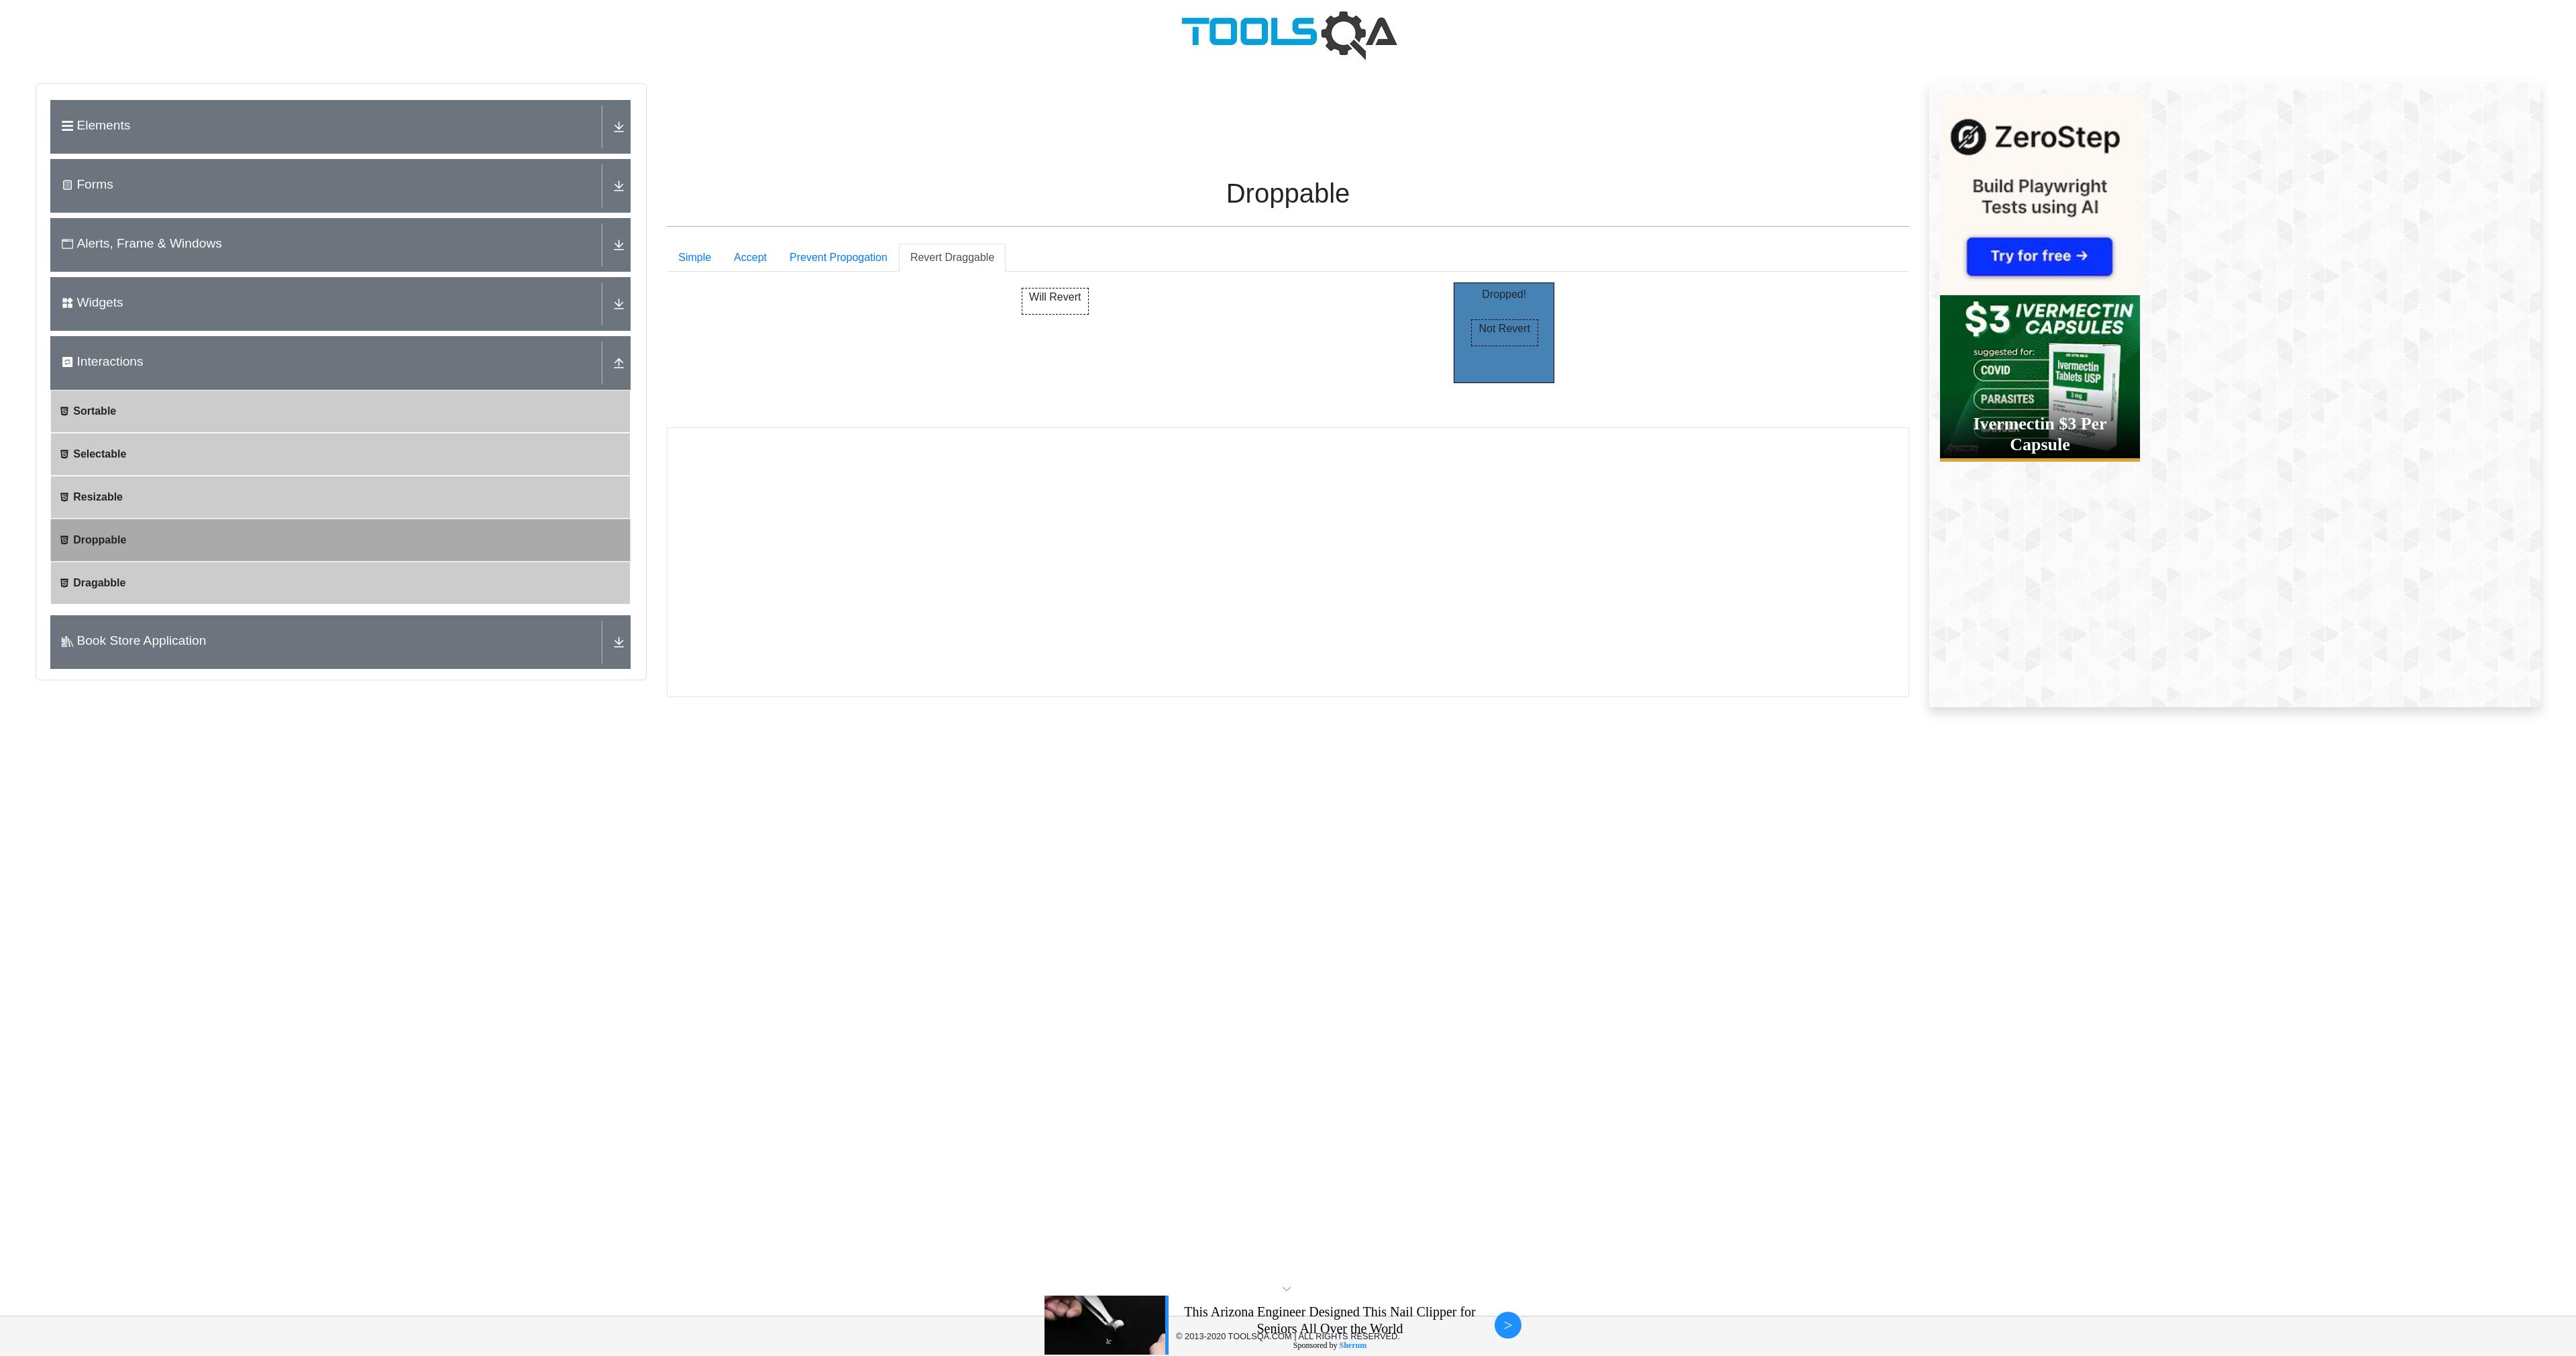 TOOLSQA
Elements
Forms
Alerts, Frame & Windows
Widgets
Interactions
Sortable
Selectable
Resizable
Droppable
Dragabble
Book Store Application
Droppable
Simple
Accept
Prevent Propogation
Revert Draggable
Will Revert
Dropped!
Not Revert
ZeroStep
Build Playwright
Tests using AI
Try for free →
$3 IVERMECTIN
CAPSULES
suggested for:
COVID
PARASITES
Ivermectin
Tablets USP
3 mg
Ivermectin $3 Per
Capsule
This Arizona Engineer Designed This Nail Clipper for
Seniors All Over the World
© 2013-2020 TOOLSQA.COM | ALL RIGHTS RESERVED.
Sponsored by Sherum
>